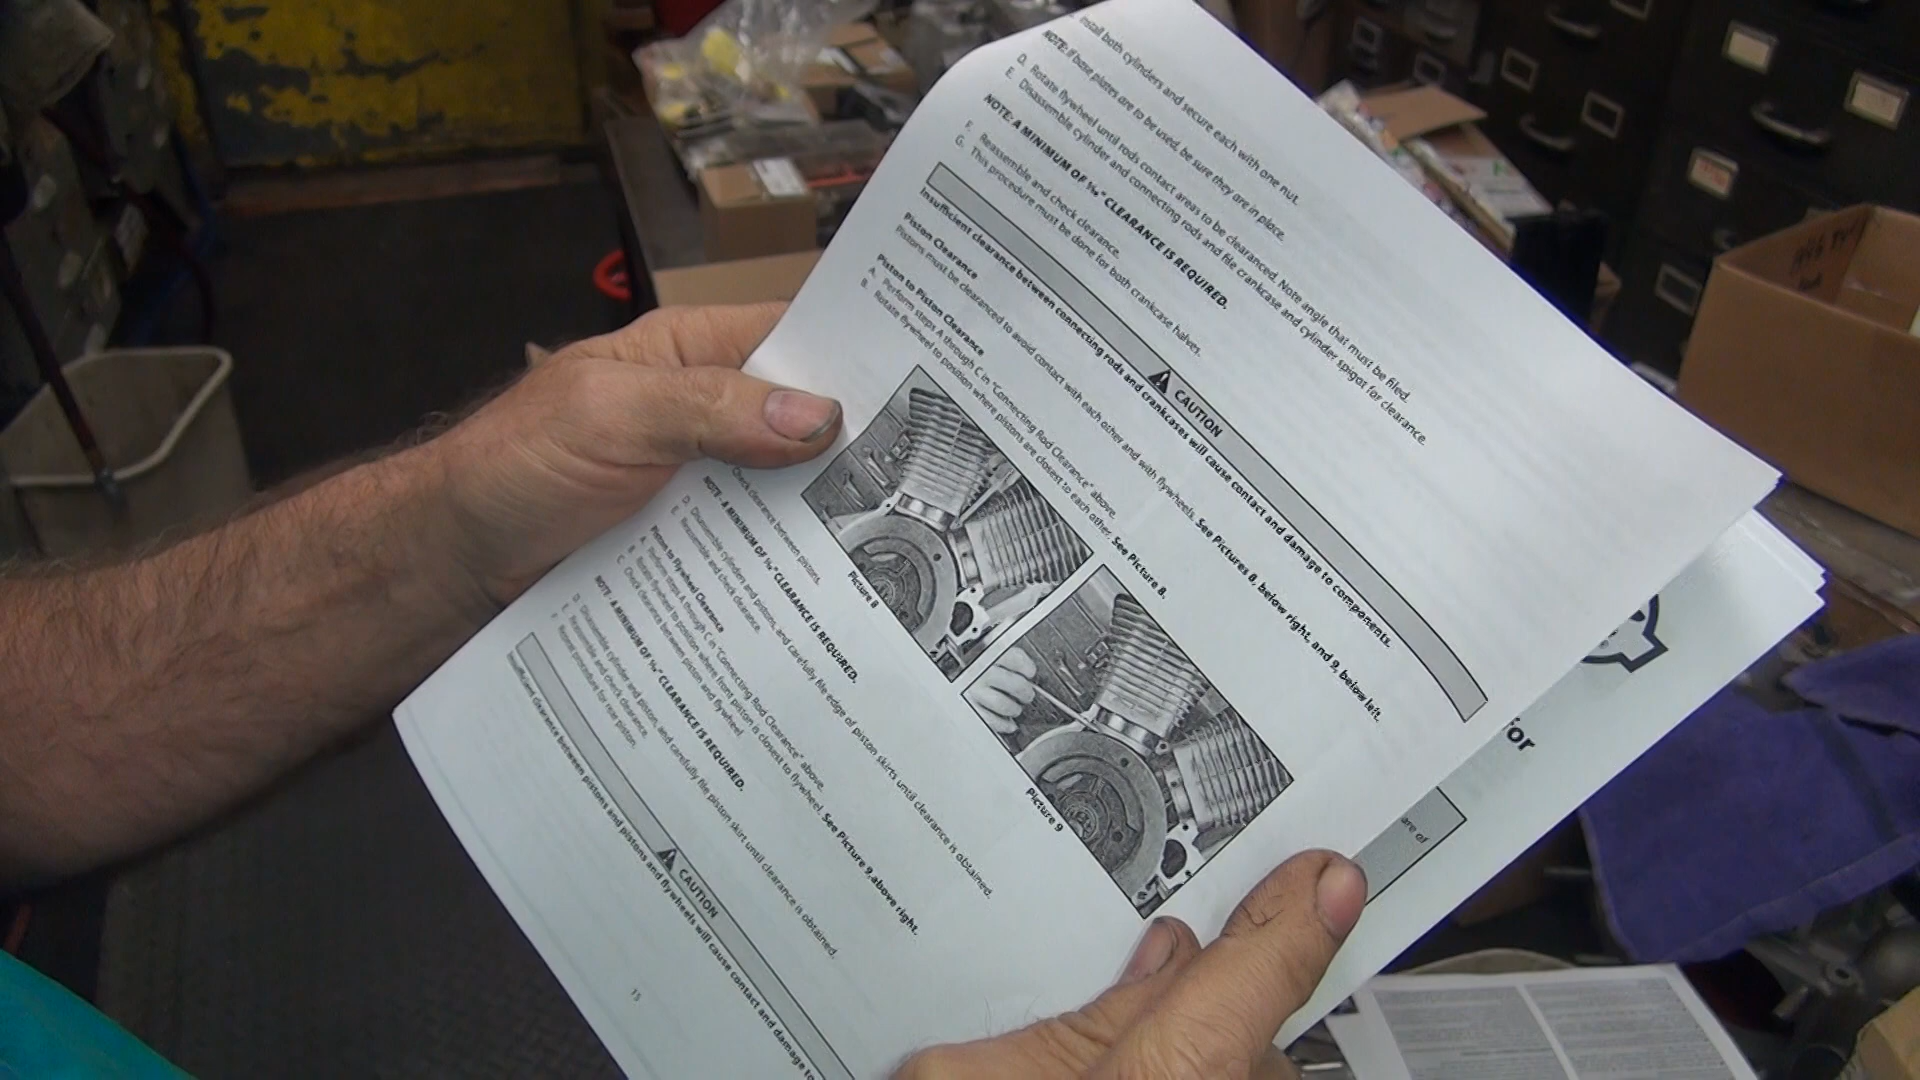 Install both cylinders and secure each with one nut.
NOTE: If base plates are to be used, be sure they are in place.
D. Rotate flywheel until rods contact areas to be clearanced. Note angle that must be filed.
E. Disassemble cylinder and connecting rods and file crankcase and cylinder spigot for clearance.
NOTE: A MINIMUM OF CLEARANCE IS REQUIRED.
F. Reassemble and check clearance.
G. This procedure must be done for both crankcase halves.
CAUTION
Insufficient clearance between connecting rods and crankcases will cause contact and damage to components.
Piston Clearance
Pistons must be clearanced to avoid contact with each other and with flywheels. See Pictures 8, below right, and 9, below left.
Piston to Piston Clearance
A. Perform steps A through C in "Connecting Rod Clearance" above.
B. Rotate flywheel to position where pistons are closest to each other. See Picture 8.
Picture 8
Picture 9
Check clearance between pistons.
NOTE - A MINIMUM OF CLEARANCE IS REQUIRED.
D. Disassemble cylinders and pistons, and carefully file edge of piston skirts until clearance is obtained.
E. Reassemble and check clearance.
Piston to Flywheel Clearance
A. Perform steps A through C in "Connecting Rod Clearance" above.
B. Rotate flywheel to position where front piston is closest to flywheel. See Picture 9, above right.
C. Check clearance between piston and flywheel.
NOTE - A MINIMUM OF CLEARANCE IS REQUIRED.
D. Disassemble cylinder and piston, and carefully file piston skirt until clearance is obtained.
E. Reassemble and check clearance.
F. Repeat procedure for rear piston.
CAUTION
Insufficient clearance between pistons and pistons and flywheels will cause contact and damage to
15
for
are of